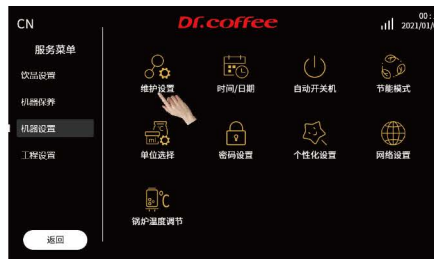 CN
Dr.coffee
00:
2021/01/
服务菜单
饮品设置
机器保养
机器设置
工程设置
返回
维护设置
时间/日期
自动开关机
节能模式
单位选择
密码设置
个性化设置
网络设置
°C
锅炉温度调节